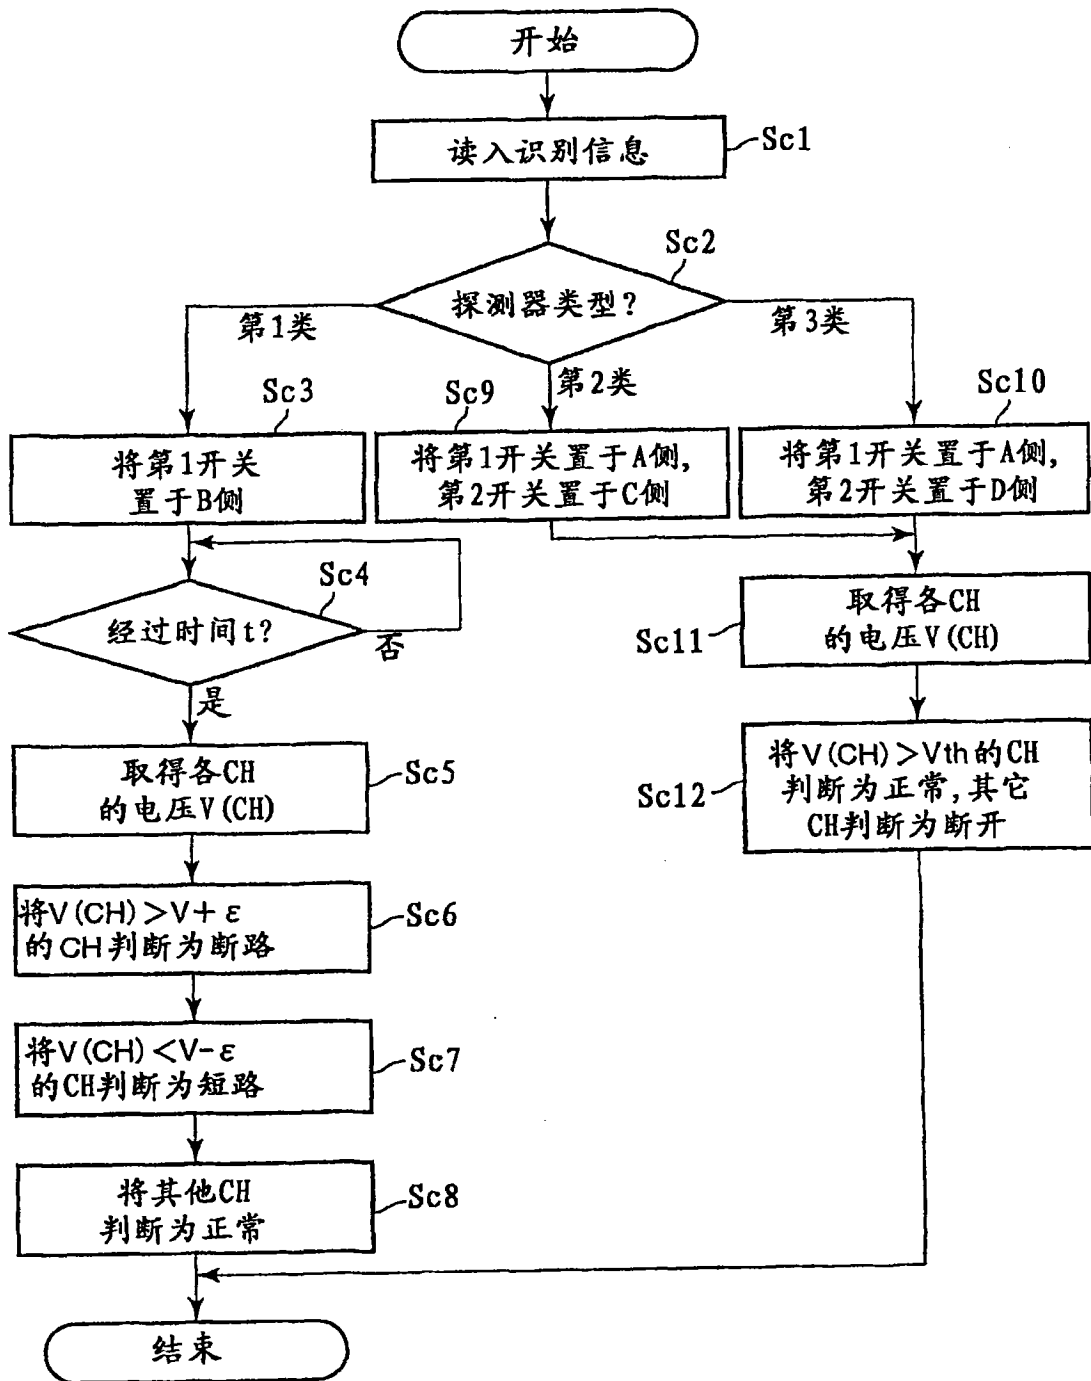 开始
读入识别信息
Sc1
Sc2
探测器类型?
第1类
第2类
第3类
Sc3
将第1开关
置于B侧
Sc9
将第1开关置于A侧,
第2开关置于C侧
Sc10
将第1开关置于A侧,
第2开关置于D侧
Sc4
经过时间t?
否
是
Sc11
取得各CH
的电压V(CH)
取得各CH
的电压V(CH)
Sc5
Sc12
将V(CH)>Vth的CH
判断为正常,其它
CH判断为断开
将V(CH)>V+ε
的CH判断为断路
Sc6
将V(CH)<V-ε
的CH判断为短路
Sc7
将其他CH
判断为正常
Sc8
结束